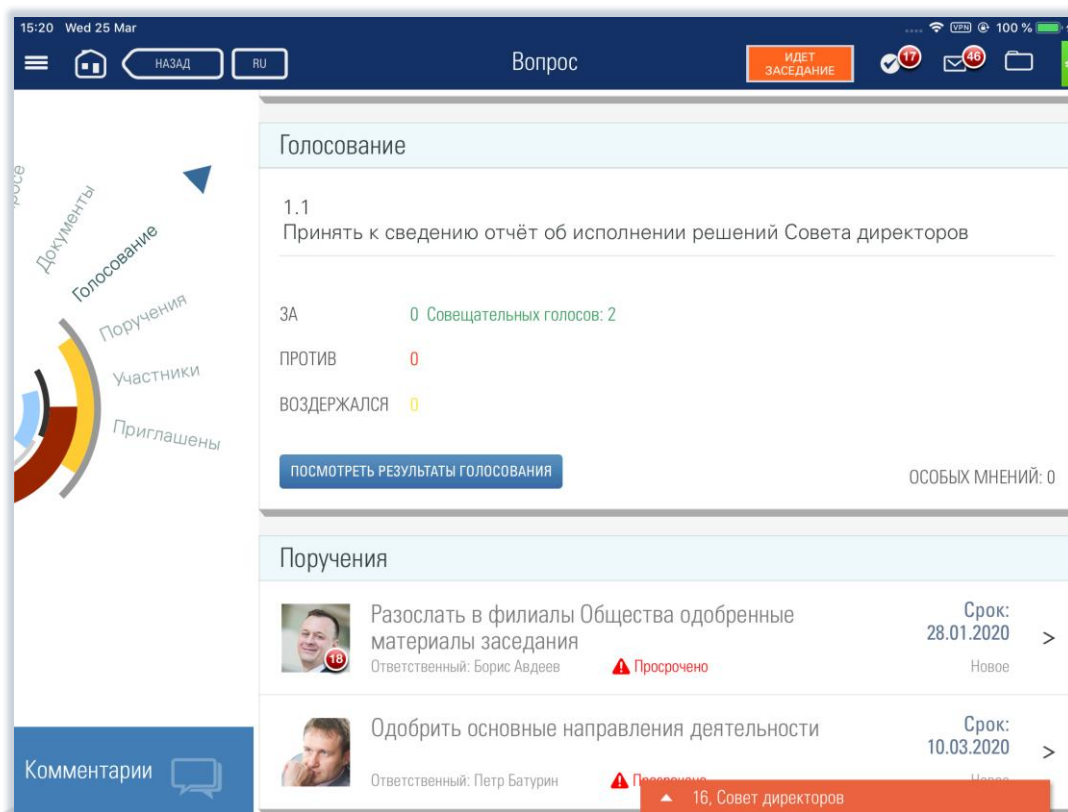 15:20 Wed 25 Mar
VPN 100 %
НАЗАД
RU
Вопрос
ИДЕТ
ЗАСЕДАНИЕ
17
46
Голосование
Документы
Голосование
Поручения
Участники
Приглашены
1.1
Принять к сведению отчёт об исполнении решений Совета директоров
ЗА 0 Совещательных голосов: 2
ПРОТИВ 0
ВОЗДЕРЖАЛСЯ 0
ПОСМОТРЕТЬ РЕЗУЛЬТАТЫ ГОЛОСОВАНИЯ
ОСОБЫХ МНЕНИЙ: 0
Поручения
Разослать в филиалы Общества одобренные
материалы заседания
18
Ответственный: Борис Авдеев
Просрочено
Срок:
28.01.2020
>
Новое
Одобрить основные направления деятельности
Ответственный: Петр Батурин
Срок:
10.03.2020
>
Комментарии
16, Совет директоров